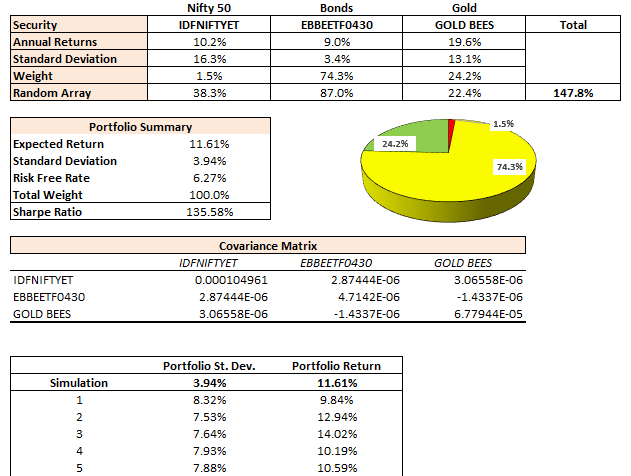 Nifty 50 Bonds Gold
Security IDFNIFTYET EBBEETF0430 GOLD BEES Total
Annual Returns 10.2% 9.0% 19.6%
Standard Deviation 16.3% 3.4% 13.1%
Weight 1.5% 74.3% 24.2%
Random Array 38.3% 87.0% 22.4% 147.8%
Portfolio Summary
Expected Return 11.61%
Standard Deviation 3.94%
Risk Free Rate 6.27%
Total Weight 100.0%
Sharpe Ratio 135.58%
1.5%
24.2%
74.3%
Covariance Matrix
IDFNIFTYET EBBEETF0430 GOLD BEES
IDFNIFTYET 0.000104961 2.87444E-06 3.06558E-06
EBBEETF0430 2.87444E-06 4.7142E-06 -1.4337E-06
GOLD BEES 3.06558E-06 -1.4337E-06 6.77944E-05
Portfolio St. Dev. Portfolio Return
Simulation 3.94% 11.61%
1 8.32% 9.84%
2 7.53% 12.94%
3 7.64% 14.02%
4 7.93% 10.19%
5 7.88% 10.59%